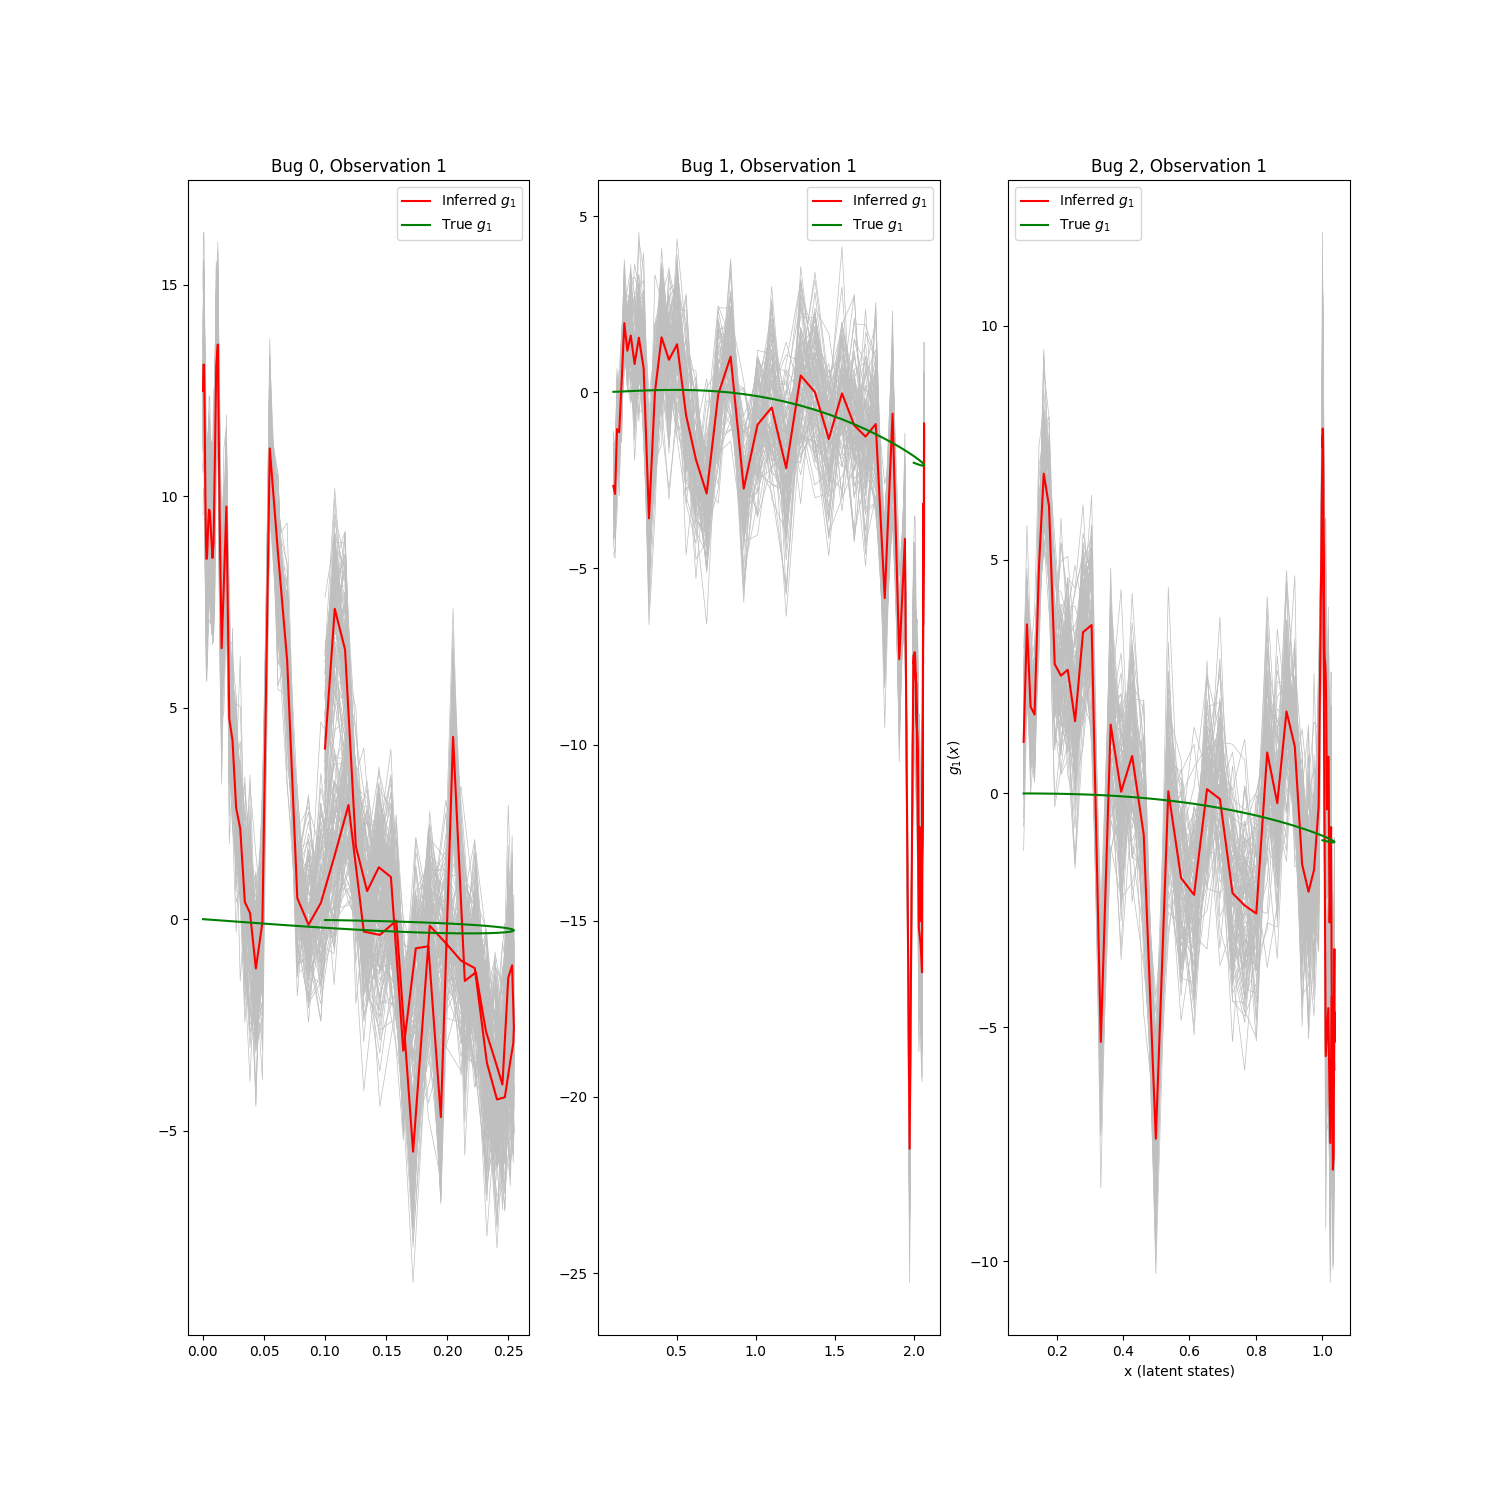 Bug 0, Observation 1
Inferred g₁
True g₁
15
10
5
0
−5
0.00 0.05 0.10 0.15 0.20 0.25
Bug 1, Observation 1
Inferred g₁
True g₁
5
0
−5
−10
−15
−20
−25
0.5 1.0 1.5 2.0
Bug 2, Observation 1
Inferred g₁
True g₁
g₁(x)
10
5
0
−5
−10
0.2 0.4 0.6 0.8 1.0
x (latent states)